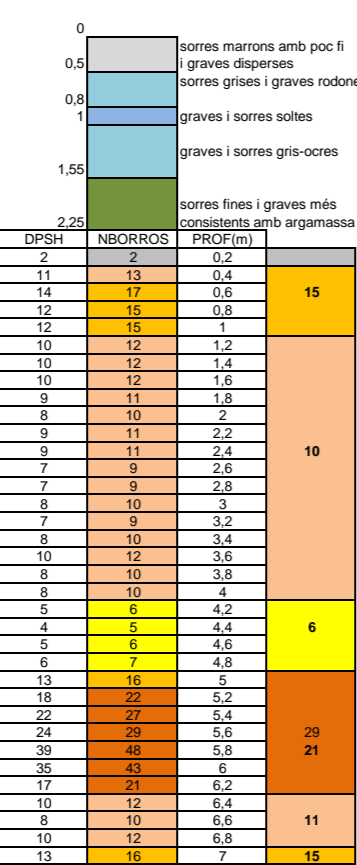 0
sorres marrons amb poc fi
0,5 i graves disperses
sorres grises i graves rodone
0,8
1 graves i sorres soltes
graves i sorres gris-ocres
1,55
sorres fines i graves més
2,25 consistents amb argamassa
DPSH NBORROS PROF(m)
2 2 0,2
11 13 0,4
14 17 0,6 15
12 15 0,8
12 15 1
10 12 1,2
10 12 1,4
10 12 1,6
9 11 1,8
8 10 2
9 11 2,2
9 11 2,4 10
7 9 2,6
7 9 2,8
8 10 3
7 9 3,2
8 10 3,4
10 12 3,6
8 10 3,8
8 10 4
5 6 4,2
4 5 4,4 6
5 6 4,6
6 7 4,8
13 16 5
18 22 5,2
22 27 5,4
24 29 5,6 29
39 48 5,8 21
35 43 6
17 21 6,2
10 12 6,4
8 10 6,6 11
10 12 6,8
13 16 7 15